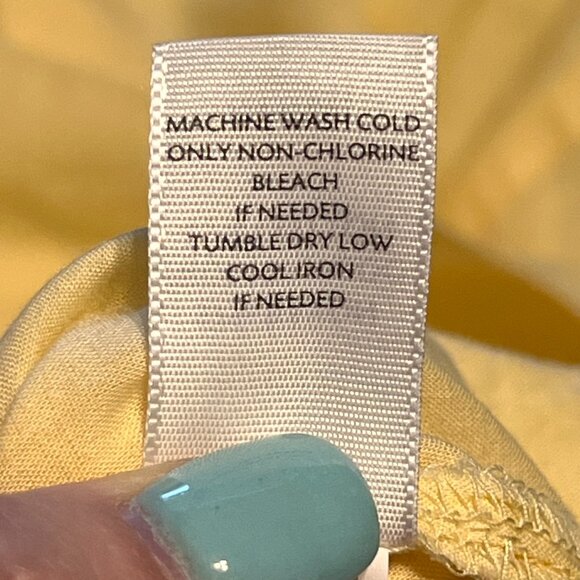 MACHINE WASH COLD
ONLY NON-CHLORINE
BLEACH
IF NEEDED
TUMBLE DRY LOW
COOL IRON
IF NEEDED